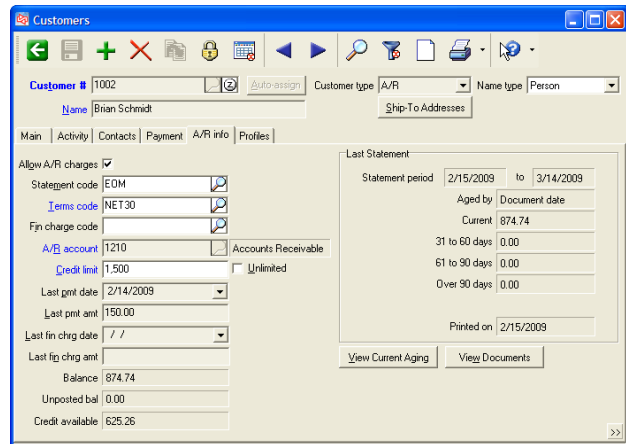 Customers
Customer # 1002 Auto-assign Customer type A/R Name type Person
Name Brian Schmidt Ship-To Addresses
Main Activity Contacts Payment A/R info Profiles
Allow A/R charges
Statement code EOM
Terms code NET30
Fin charge code
A/R account 1210 Accounts Receivable
Credit limit 1,500 Unlimited
Last pmt date 2/14/2009
Last pmt amt 150.00
Last fin chrg date / /
Last fin chrg amt
Balance 874.74
Unposted bal 0.00
Credit available 625.26
Last Statement
Statement period 2/15/2009 to 3/14/2009
Aged by Document date
Current 874.74
31 to 60 days 0.00
61 to 90 days 0.00
Over 90 days 0.00
Printed on 2/15/2009
View Current Aging View Documents
>>